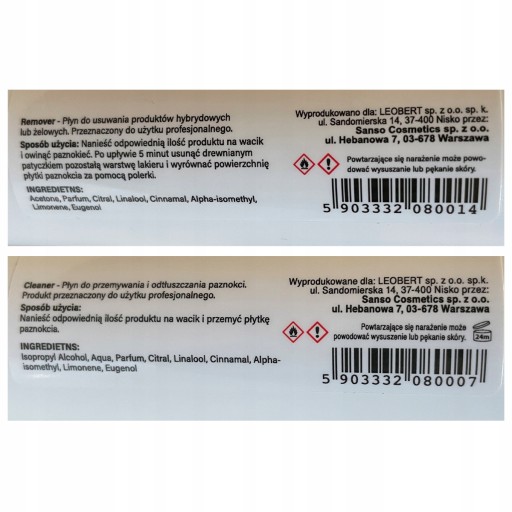 Remover - Płyn do usuwania produktów hybrydowych
lub żelowych. Przeznaczony do użytku profesjonalnego.
Sposób użycia: Nanieść odpowiednią ilość produktu na wacik
i owinąć paznokieć. Po upływie 5 minut usunąć drewnianym
patyczkiem pozostałą warstwę lakieru i wyrównać powierzchnię
płytki paznokcia za pomocą polerki.
INGREDIETNS:
Acetone, Parfum, Citral, Linalool, Cinnamal, Alpha-isomethyl,
Limonene, Eugenol
Wyprodukowano dla: LEOBERT sp. z o.o. sp. k.
ul. Sandomierska 14, 37-400 Nisko przez:
Sanso Cosmetics sp. z o.o.
ul. Hebanowa 7, 03-678 Warszawa
Powtarzające się narażenie może powo-
dować wysuszanie lub pękanie skóry.
5 903332 080014
Cleaner - Płyn do przemywania i odtłuszczania paznokci.
Produkt przeznaczony do użytku profesjonalnego.
Sposób użycia:
Nanieść odpowiednią ilość produktu na wacik i przemyć płytkę
paznokcia.
INGREDIETNS:
Isopropyl Alcohol, Aqua, Parfum, Citral, Linalool, Cinnamal, Alpha-
isomethyl, Limonene, Eugenol
Wyprodukowane dla: LEOBERT sp. z o.o. sp.k.
ul. Sandomierska 14, 37-400 Nisko przez:
Sanso Cosmetics sp. z o.o.
ul. Hebanowa 7, 03-678 Warszawa
Powtarzające się narażenie może
powodować wysuszenie lub pękanie skóry.
24m
5 903332 080007